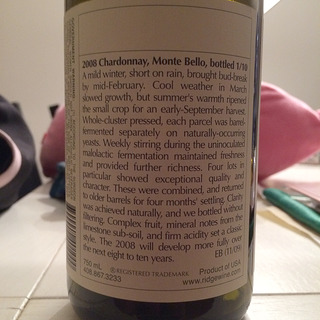 2008 Chardonnay, Monte Bello, bottled 1/10
A mild winter, short on rain, brought bud-break
by mid-February. Cool weather in March
slowed growth, but summer's warmth ripened
the small crop for an early-September harvest.
Whole-cluster pressed, each parcel was barrel-
fermented separately on naturally-occurring
yeasts. Weekly stirring during the uninoculated
malolactic fermentation maintained freshness
and provided further richness. Four lots in
particular showed exceptional quality and
character. These were combined, and returned
to older barrels for four months' settling. Clarity
was achieved naturally, and we bottled without
filtering. Complex fruit, mineral notes from the
limestone sub-soil, and firm acidity set a classic
style. The 2008 will develop more fully over
the next eight to ten years. EB (11/09)
750 mL ®REGISTERED TRADEMARK Product of USA
408.867.3233 www.ridgewine.com